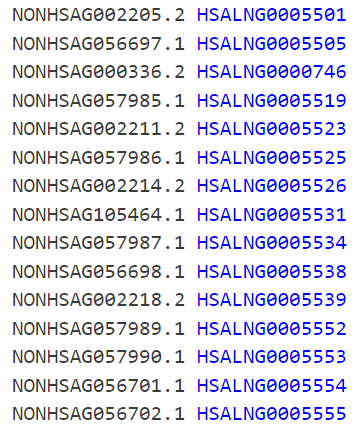 NONHSAG002205.2 HSALNG0005501
NONHSAG056697.1 HSALNG0005505
NONHSAG000336.2 HSALNG0000746
NONHSAG057985.1 HSALNG0005519
NONHSAG002211.2 HSALNG0005523
NONHSAG057986.1 HSALNG0005525
NONHSAG002214.2 HSALNG0005526
NONHSAG105464.1 HSALNG0005531
NONHSAG057987.1 HSALNG0005534
NONHSAG056698.1 HSALNG0005538
NONHSAG002218.2 HSALNG0005539
NONHSAG057989.1 HSALNG0005552
NONHSAG057990.1 HSALNG0005553
NONHSAG056701.1 HSALNG0005554
NONHSAG056702.1 HSALNG0005555